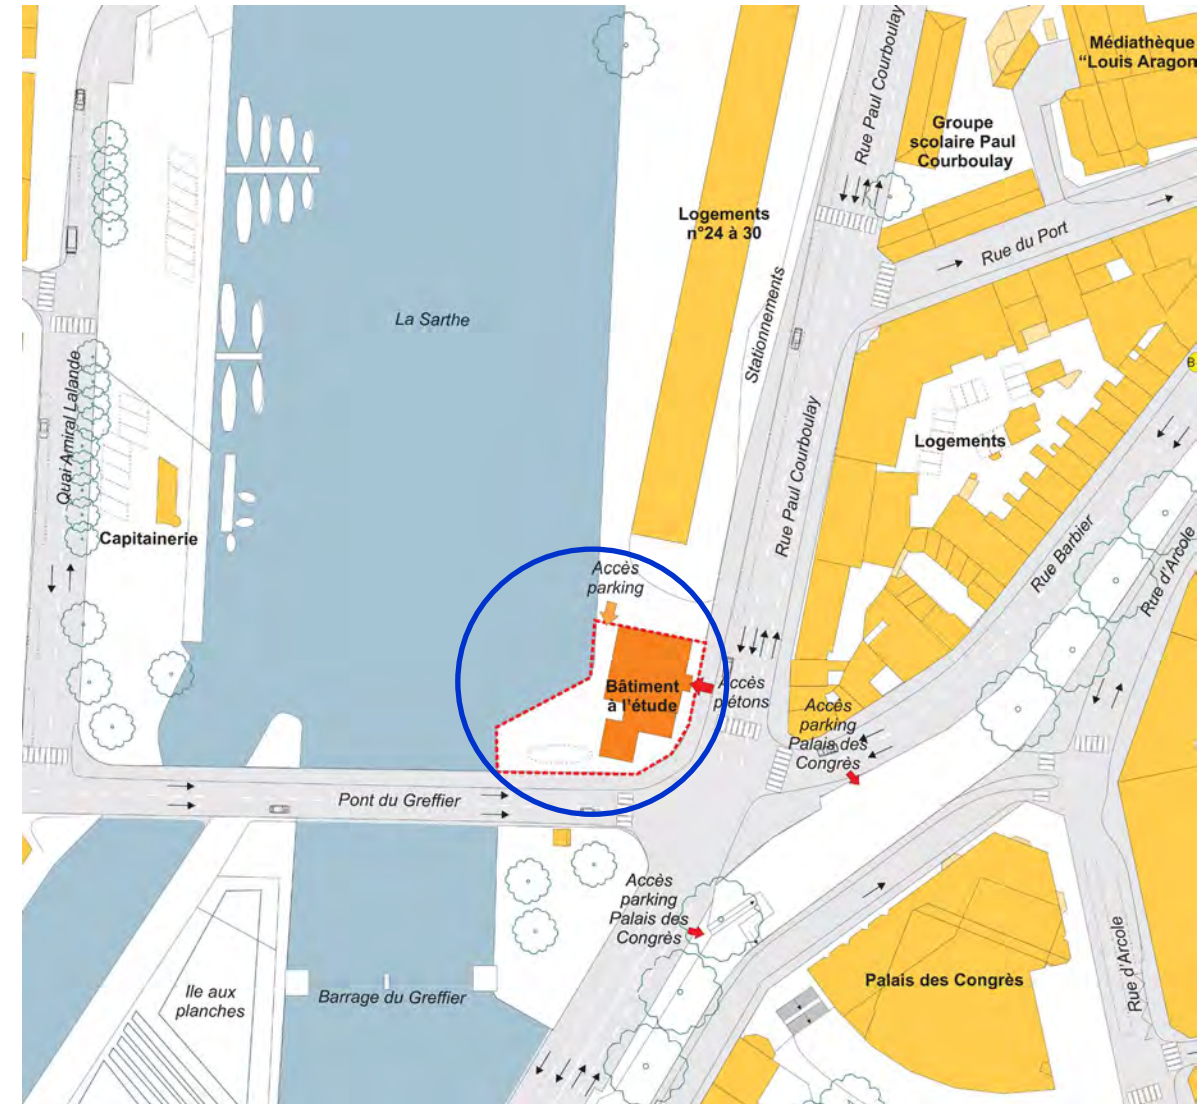 Médiathèque
“Louis Aragon
Rue Paul Courboulay
Groupe
scolaire Paul
Courboulay
Logements
n°24 à 30
Rue du Port
Stationnements
La Sarthe
Quai Amiral Lalande
B
Rue Paul Courboulay
Logements
Capitainerie
Rue Barbier
Rue d'Arcole
Accès
parking
Bâtiment
à l'étude
Accès
piétons
Accès
parking
Palais des
Congrès
Pont du Greffier
Accès
parking
Palais des
Congrès
Palais des Congrès
Rue d'Arcole
Ile aux
planches
Barrage du Greffier